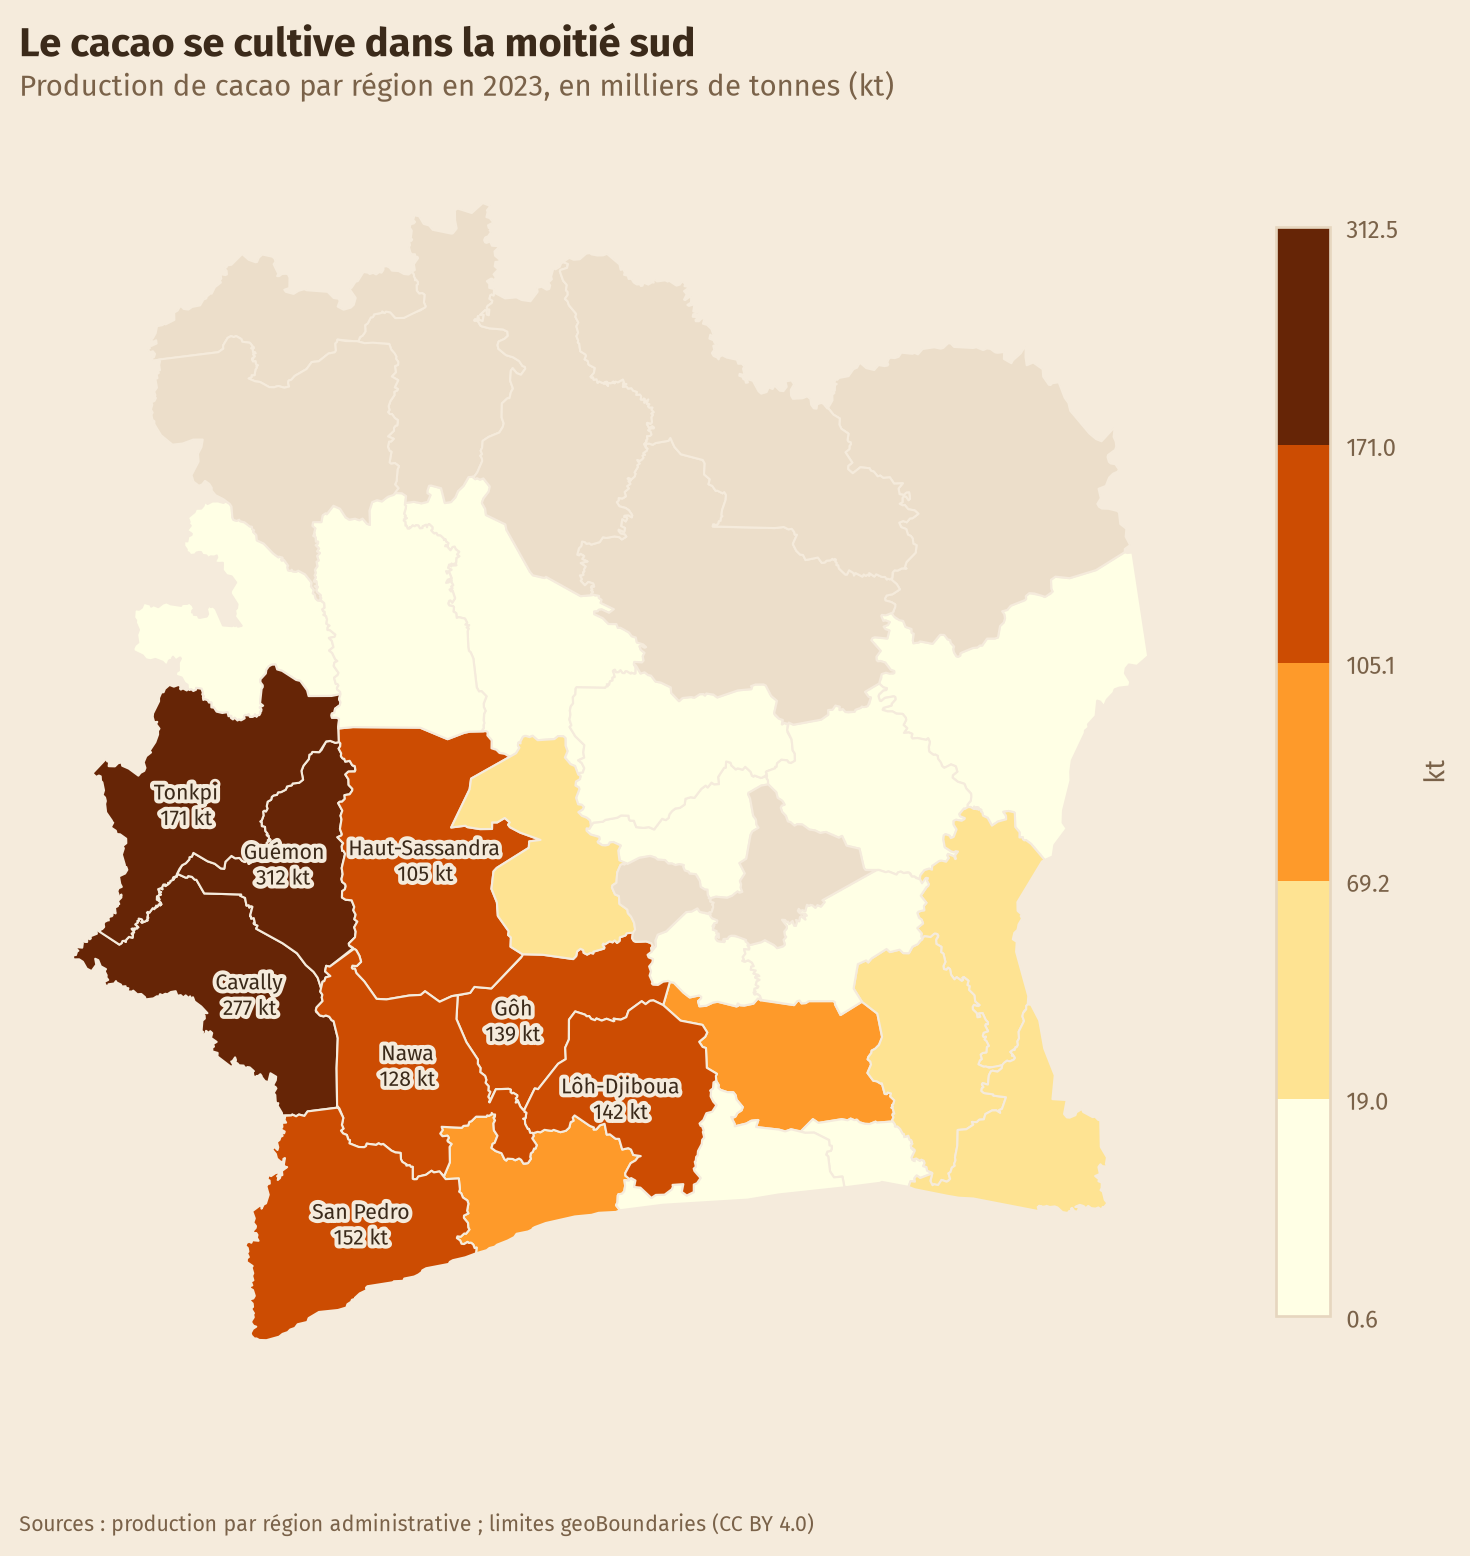 Le cacao se cultive dans la moitié sud
Production de cacao par région en 2023, en milliers de tonnes (kt)
312.5
171.0
105.1
69.2
19.0
0.6
kt
Tonkpi
171 kt
Guémon
312 kt
Haut-Sassandra
105 kt
Cavally
277 kt
Gôh
139 kt
Nawa
128 kt
Lôh-Djiboua
142 kt
San Pedro
152 kt
Sources : production par région administrative ; limites geoBoundaries (CC BY 4.0)